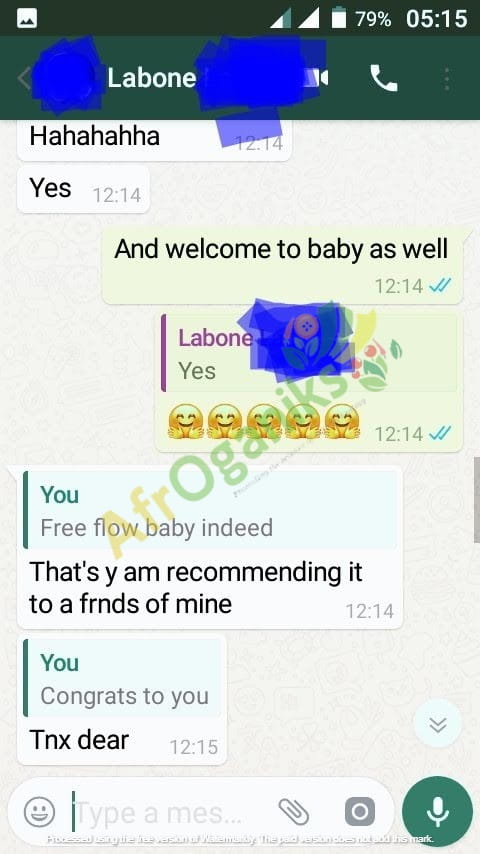 79% 05:15
Labone
Hahahahha
12:14
Yes 12:14
And welcome to baby as well
12:14
Labone
Yes
🤗🤗🤗🤗🤗 12:14
AfrOganiks
You
Free flow baby indeed
That's y am recommending it
to a frnds of mine
12:14
You
Congrats to you
Tnx dear 12:15
Type a mes...
Processed using the free version of Watermarkly. The paid version does not add this mark.